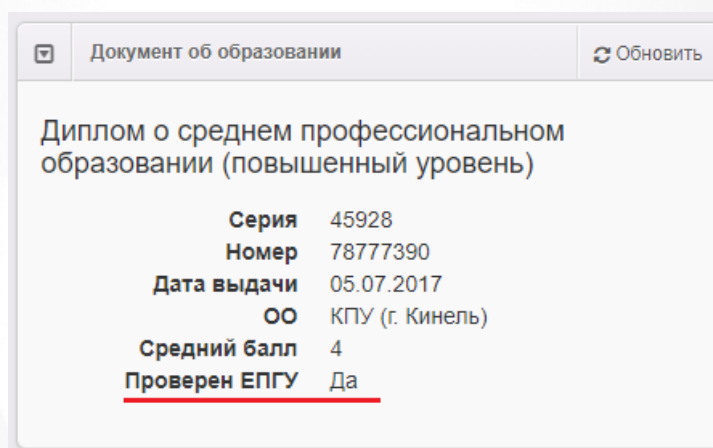 Документ об образовании
Обновить
Диплом о среднем профессиональном
образовании (повышенный уровень)
Серия 45928
Номер 78777390
Дата выдачи 05.07.2017
ОО КПУ (г. Кинель)
Средний балл 4
Проверен ЕПГУ Да